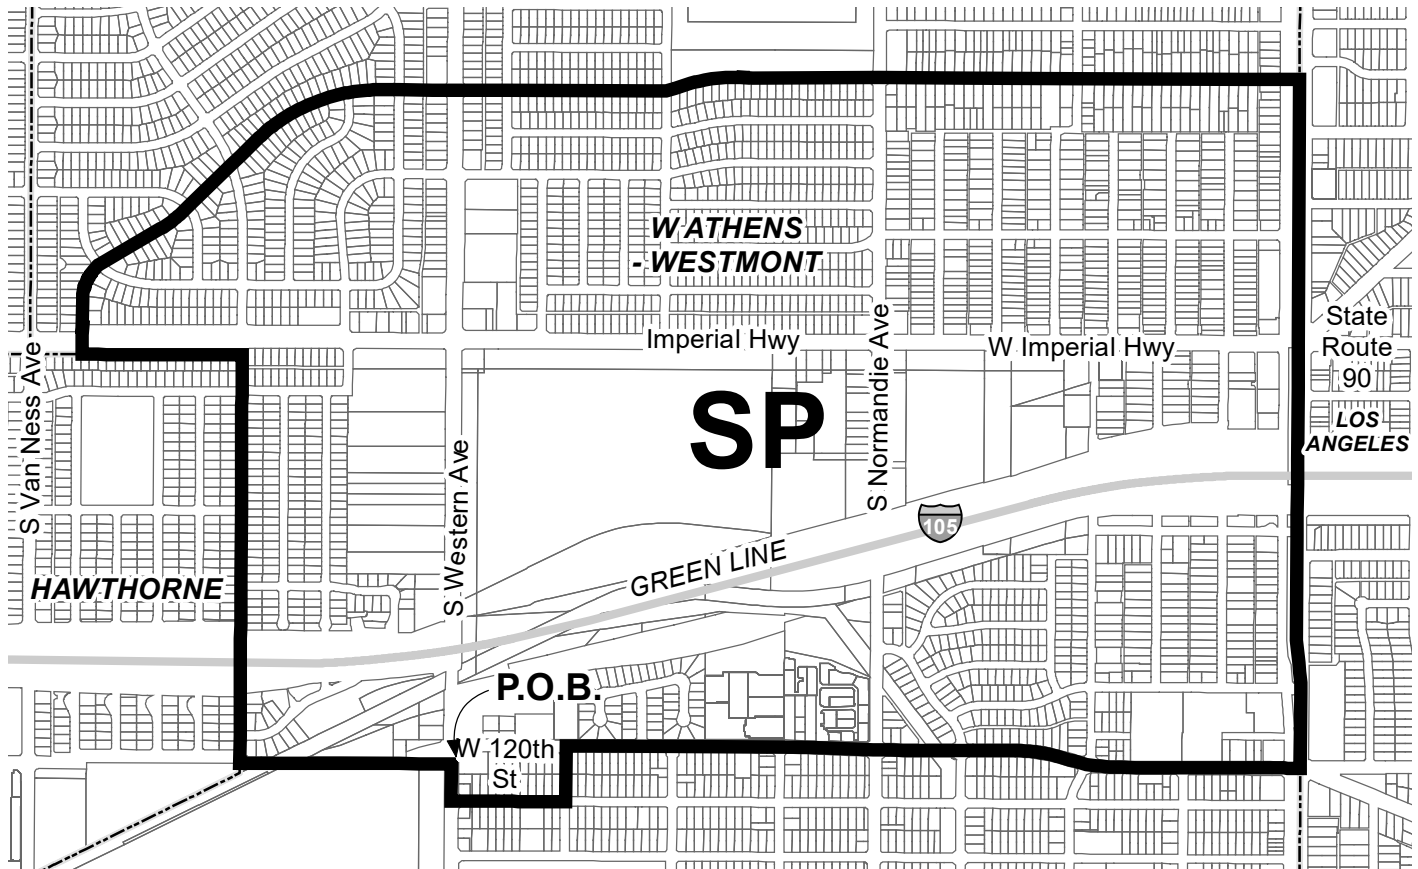 W ATHENS
- WESTMONT
Imperial Hwy
W Imperial Hwy
State
Route
90
S Van Ness Ave
S Normandie Ave
SP
LOS
ANGELES
S Western Ave
105
GREEN LINE
HAWTHORNE
P.O.B.
W 120th
St